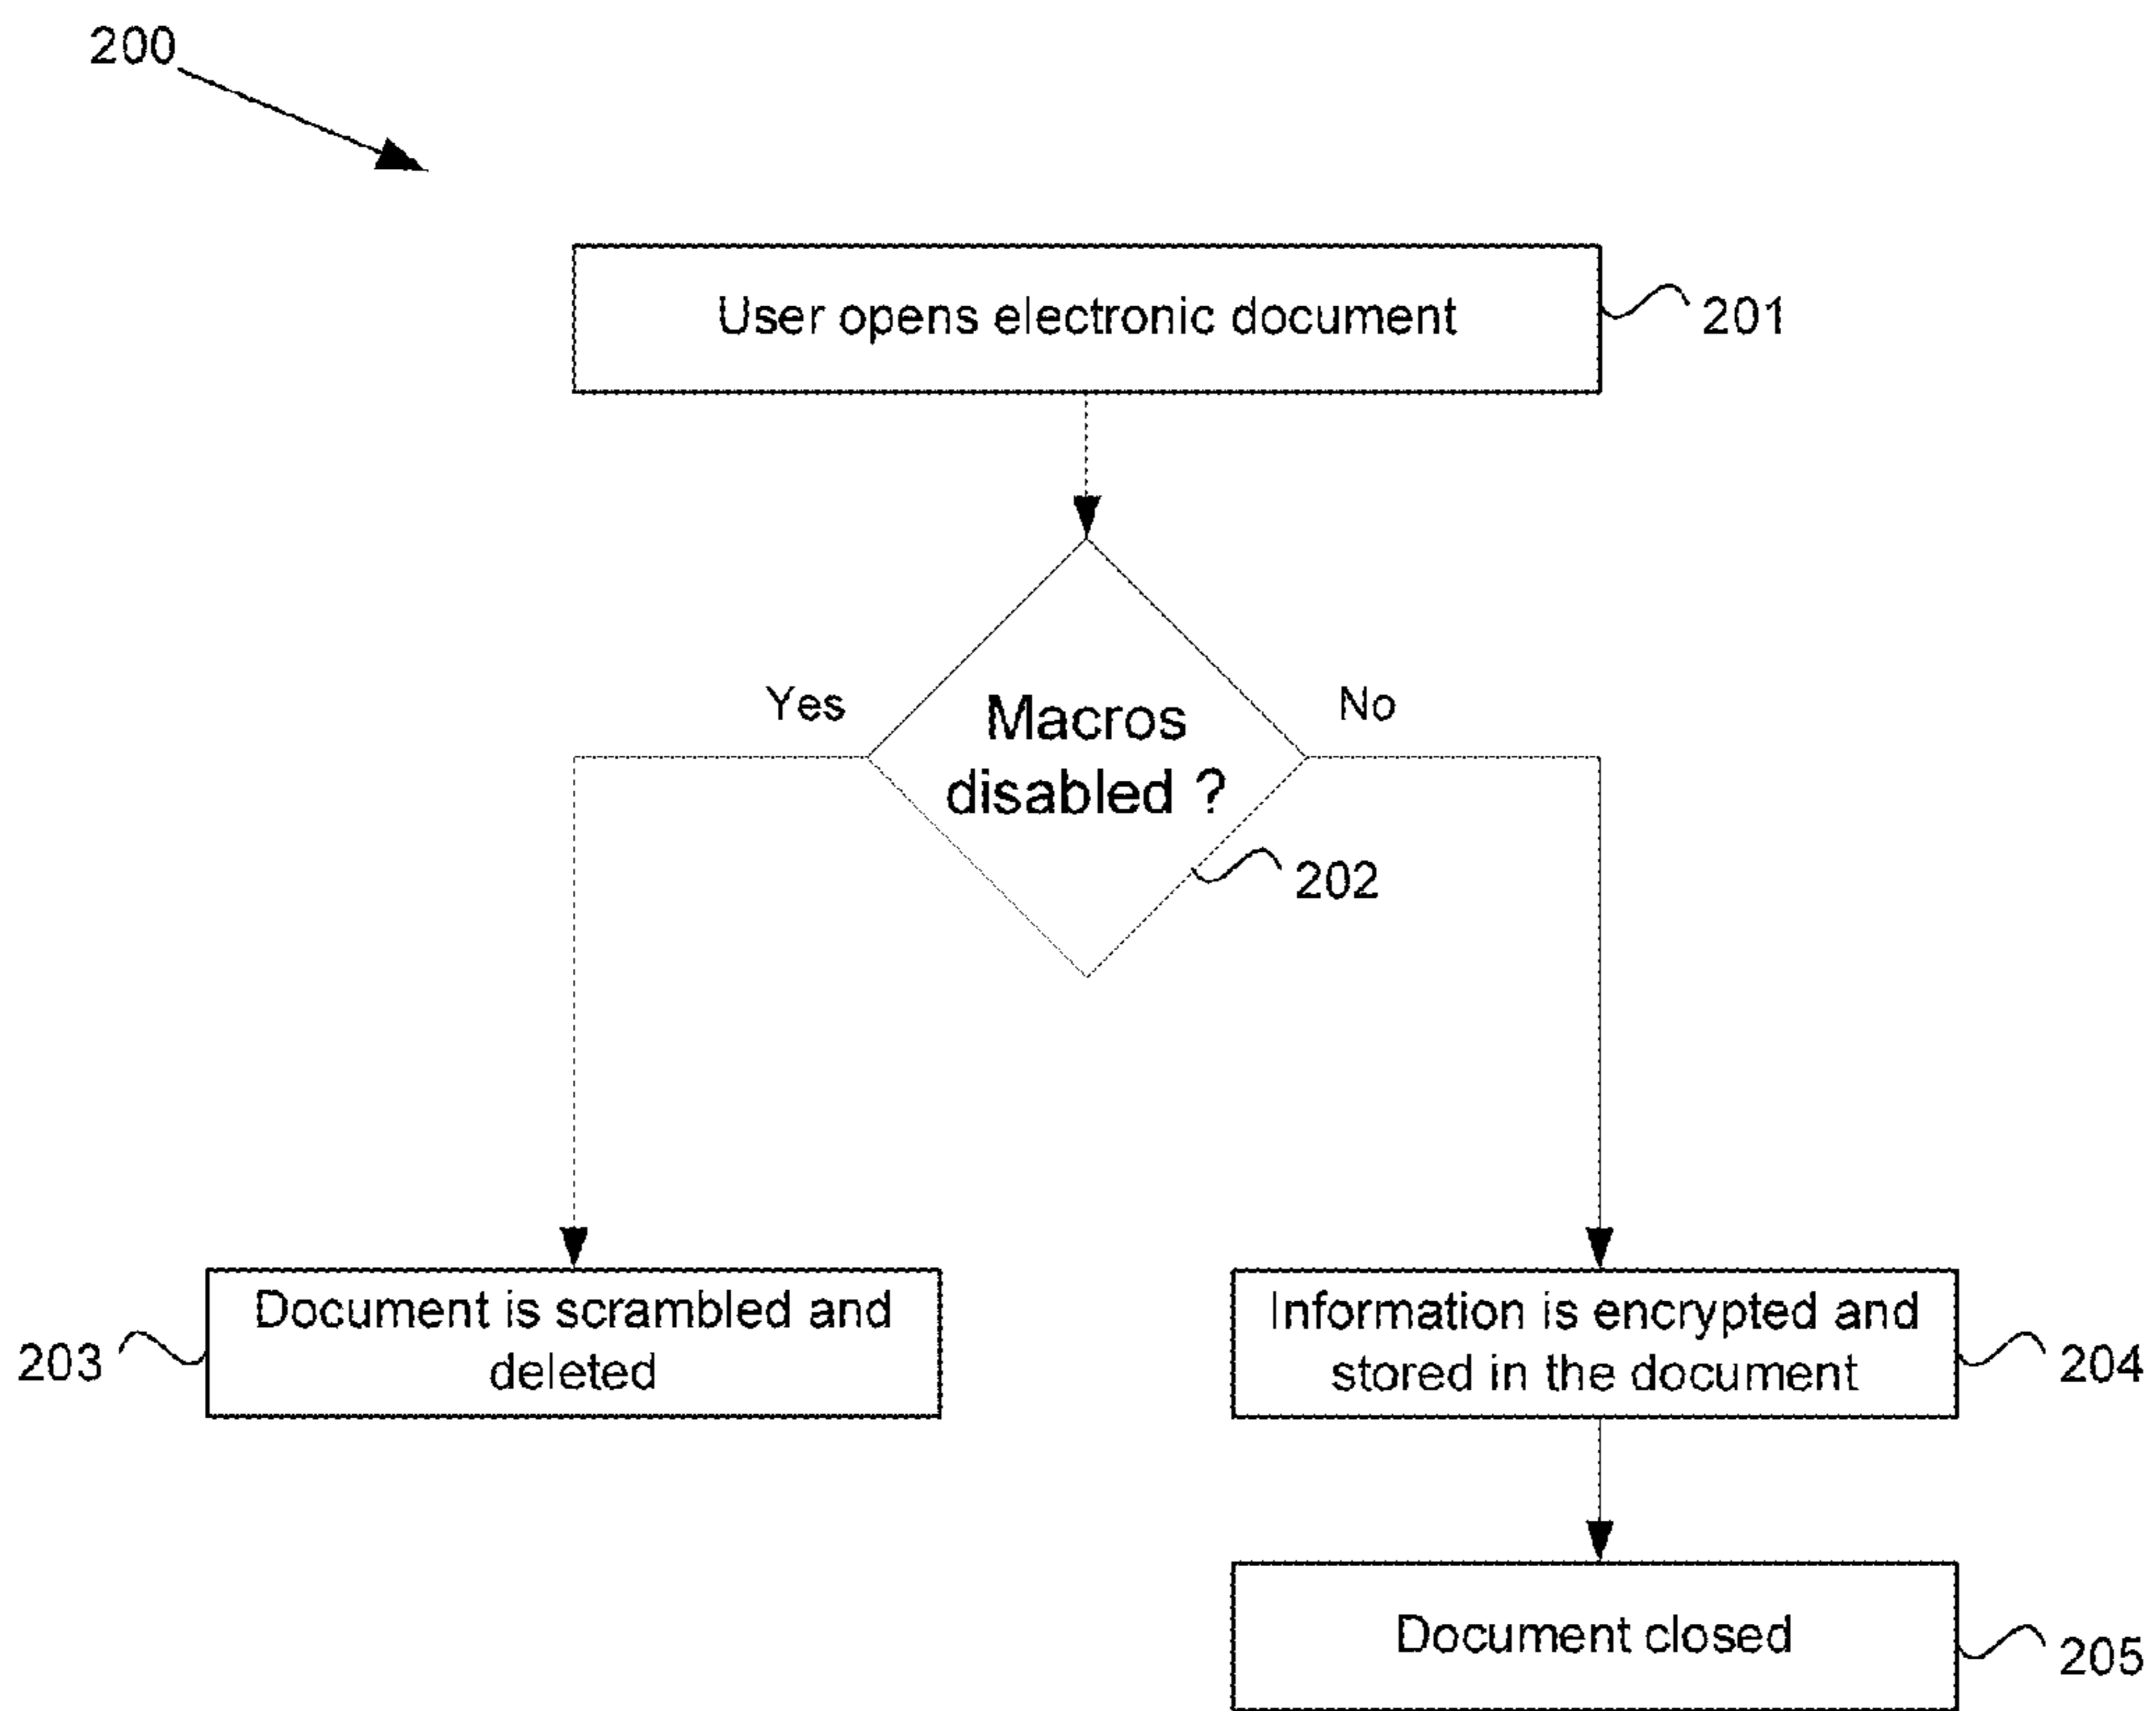 200
User opens electronic document
201
Yes
Macros
disabled ?
No
202
Document is scrambled and
deleted
203
Information is encrypted and
stored in the document
204
Document closed
205